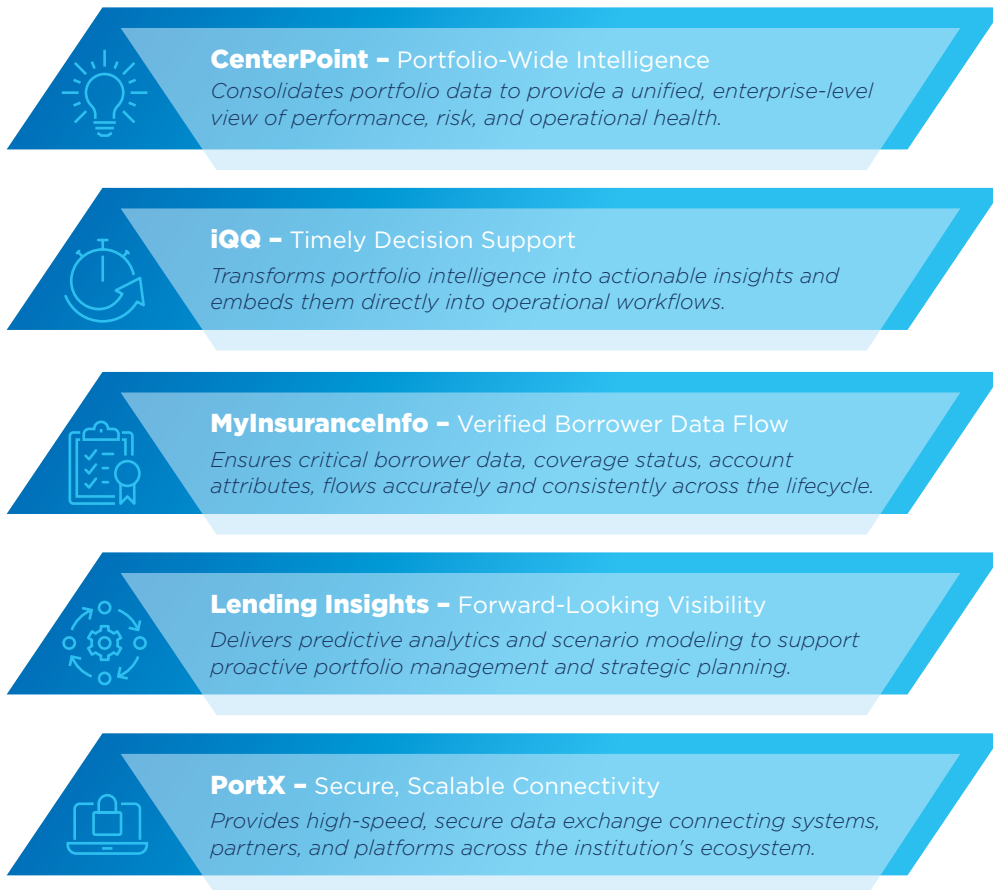 CenterPoint – Portfolio-Wide Intelligence
Consolidates portfolio data to provide a unified, enterprise-level
view of performance, risk, and operational health.
iQQ – Timely Decision Support
Transforms portfolio intelligence into actionable insights and
embeds them directly into operational workflows.
MyInsuranceInfo – Verified Borrower Data Flow
Ensures critical borrower data, coverage status, account
attributes, flows accurately and consistently across the lifecycle.
Lending Insights – Forward-Looking Visibility
Delivers predictive analytics and scenario modeling to support
proactive portfolio management and strategic planning.
PortX – Secure, Scalable Connectivity
Provides high-speed, secure data exchange connecting systems,
partners, and platforms across the institution's ecosystem.